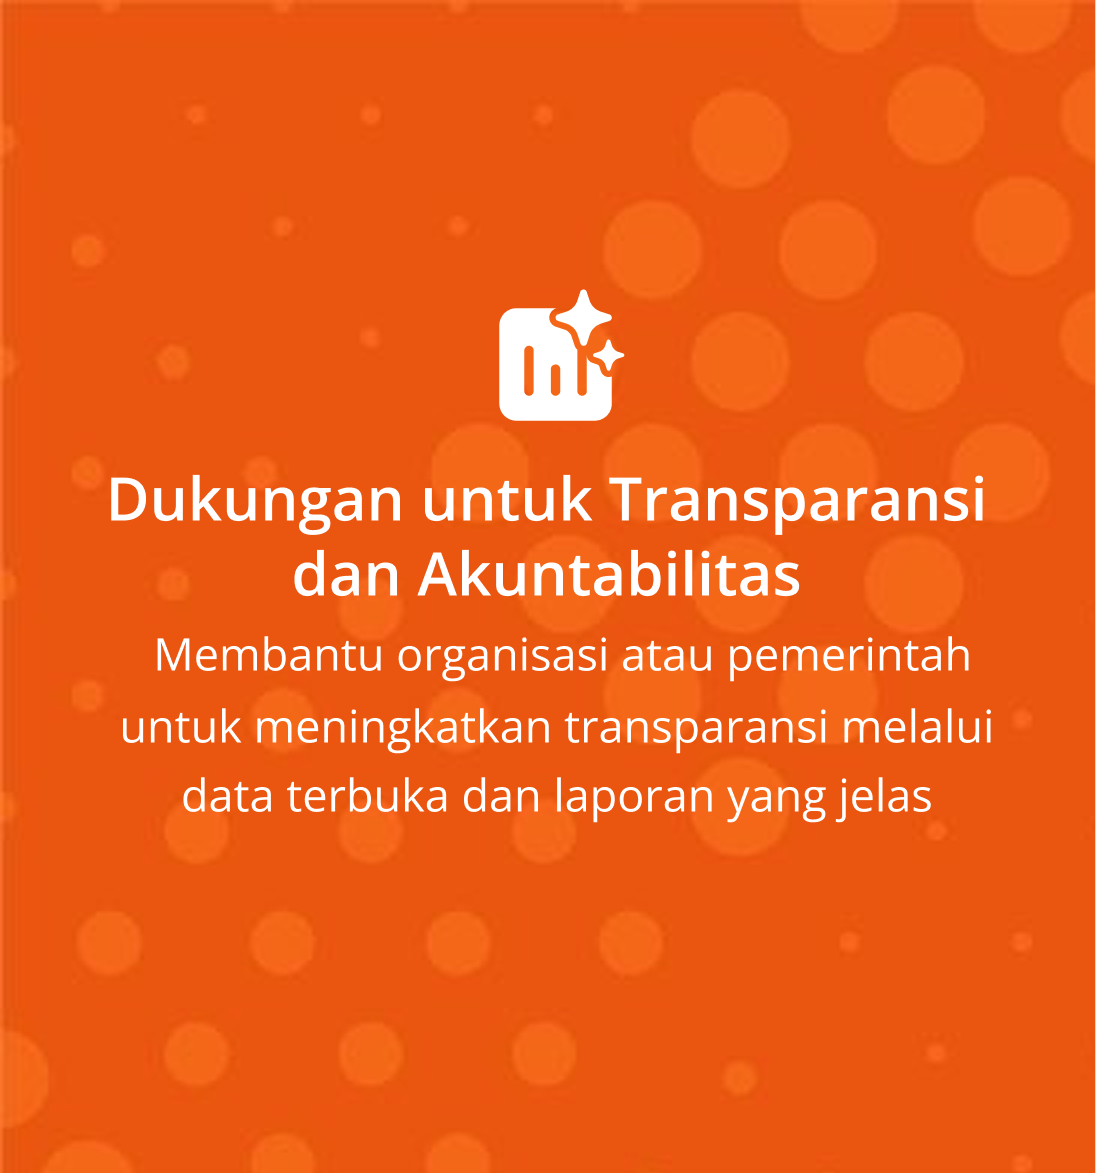 Dukungan untuk Transparansi
dan Akuntabilitas
Membantu organisasi atau pemerintah
untuk meningkatkan transparansi melalui
data terbuka dan laporan yang jelas